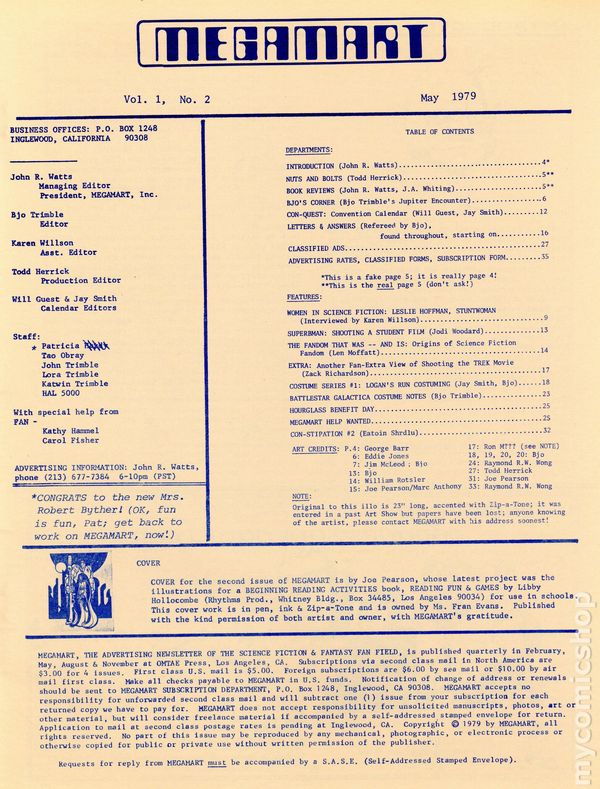 MEGAMART
Vol. 1, No. 2 May 1979
BUSINESS OFFICES: P.O. BOX 1248
INGLEWOOD, CALIFORNIA 90308
John R. Watts
Managing Editor
President, MEGAMART, Inc.
Bjo Trimble
Editor
Karen Willson
Asst. Editor
Todd Herrick
Production Editor
Will Guest & Jay Smith
Calendar Editors
Staff:
* Patricia
Tao Obray
John Trimble
Lora Trimble
Katwin Trimble
HAL 5000
With special help from
FAN -
Kathy Hammel
Carol Fisher
ADVERTISING INFORMATION: John R. Watts,
phone (213) 677-7384 6-10pm (PST)
*CONGRATS to the new Mrs.
Robert Byther! (OK, fun
is fun, Pat; get back to
work on MEGAMART, now!)
TABLE OF CONTENTS
DEPARTMENTS:
INTRODUCTION (John R. Watts)..................................4*
NUTS AND BOLTS (Todd Herrick).................................5**
BOOK REVIEWS (John R. Watts, J.A. Whiting)....................5**
BJO'S CORNER (Bjo Trimble's Jupiter Encounter)................6
CON-QUEST: Convention Calendar (Will Guest, Jay Smith)........12
LETTERS & ANSWERS (Refereed by Bjo),
found throughout, starting on..........16
CLASSIFIED ADS................................................27
ADVERTISING RATES, CLASSIFIED FORMS, SUBSCRIPTION FORM........35
*This is a fake page 5; it is really page 4!
**This is the real page 5 (don't ask!)
FEATURES:
WOMEN IN SCIENCE FICTION: LESLIE HOFFMAN, STUNTWOMAN
(Interviewed by Karen Willson)..............................9
SUPERBMAN: SHOOTING A STUDENT FILM (Jodi Woodard).............13
THE FANDOM THAT WAS -- AND IS: Origins of Science Fiction
Fandom (Len Moffatt)........................................14
EXTRA: Another Fan-Extra View of Shooting the TREK Movie
(Zack Richardson)...........................................17
COSTUME SERIES #1: LOGAN'S RUN COSTUMING (Jay Smith, Bjo).....18
BATTLESTAR GALACTICA COSTUME NOTES (Bjo Trimble)..............23
HOURGLASS BENEFIT DAY.........................................25
MEGAMART HELP WANTED..........................................25
CON-STIPATION #2 (Eatoin Shrdlu)..............................32
ART CREDITS: P.4: George Barr 17: Ron M??? (see NOTE)
6: Eddie Jones 18, 19, 20, 20: Bjo
7: Jim McLeod; Bjo 24: Raymond R.W. Wong
13: Bjo 27: Todd Herrick
14: William Rotsler 31: Joe Pearson
15: Joe Pearson/Marc Anthony 33: Raymond R.W. Wong
NOTE:
Original to this illo is 23" long, accented with Zip-a-Tone; it was
entered in a past Art Show but papers have been lost; anyone knowing
of the artist, please contact MEGAMART with his address soonest!
COVER
COVER for the second issue of MEGAMART is by Joe Pearson, whose latest project was the
illustrations for a BEGINNING READING ACTIVITIES book, READING FUN & GAMES by Libby
Hollocombe (Rhythms Prod., Whitney Bldg., Box 34485, Los Angeles 90034) for use in schools.
This cover work is in pen, ink & Zip-a-Tone and is owned by Ms. Fran Evans. Published
with the kind permission of both artist and owner, with MEGAMART's gratitude.
MEGAMART, THE ADVERTISING NEWSLETTER OF THE SCIENCE FICTION & FANTASY FAN FIELD, is published quarterly in February,
May, August & November at OMTAK Press, Los Angeles, CA. Subscriptions via second class mail in North America are
$3.00 for 4 issues. First class U.S. mail is $5.00. Foreign subscriptions are $6.00 by sea mail or $10.00 by air
mail first class. Make all checks payable to MEGAMART in U.S. funds. Notification of change of address or renewals
should be sent to MEGAMART SUBSCRIPTION DEPARTMENT, P.O. Box 1248, Inglewood, CA 90308. MEGAMART accepts no
responsibility for unforwarded second class mail and will subtract one (1) issue from your subscription for each
returned copy we have to pay for. MEGAMART does not accept responsibility for unsolicited manuscripts, photos, art or
other material, but will consider freelance material if accompanied by a self-addressed stamped envelope for return.
Application to mail at second class postage rates is pending at Inglewood, CA. Copyright © 1979 by MEGAMART, all
rights reserved. No part of this issue may be reproduced by any mechanical, photographic, or electronic process or
otherwise copied for public or private use without written permission of the publisher.
Requests for reply from MEGAMART must be accompanied by a S.A.S.E. (Self-Addressed Stamped Envelope).
mycomicshop